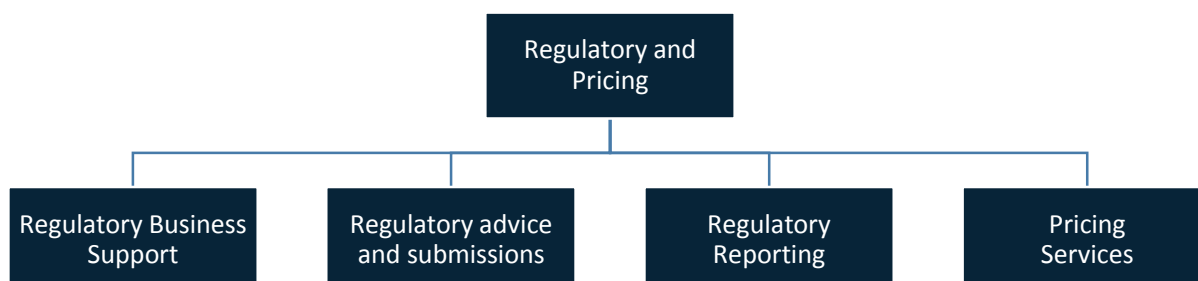 Regulatory and
Pricing
Regulatory Business
Support
Regulatory advice
and submissions
Regulatory
Reporting
Pricing
Services